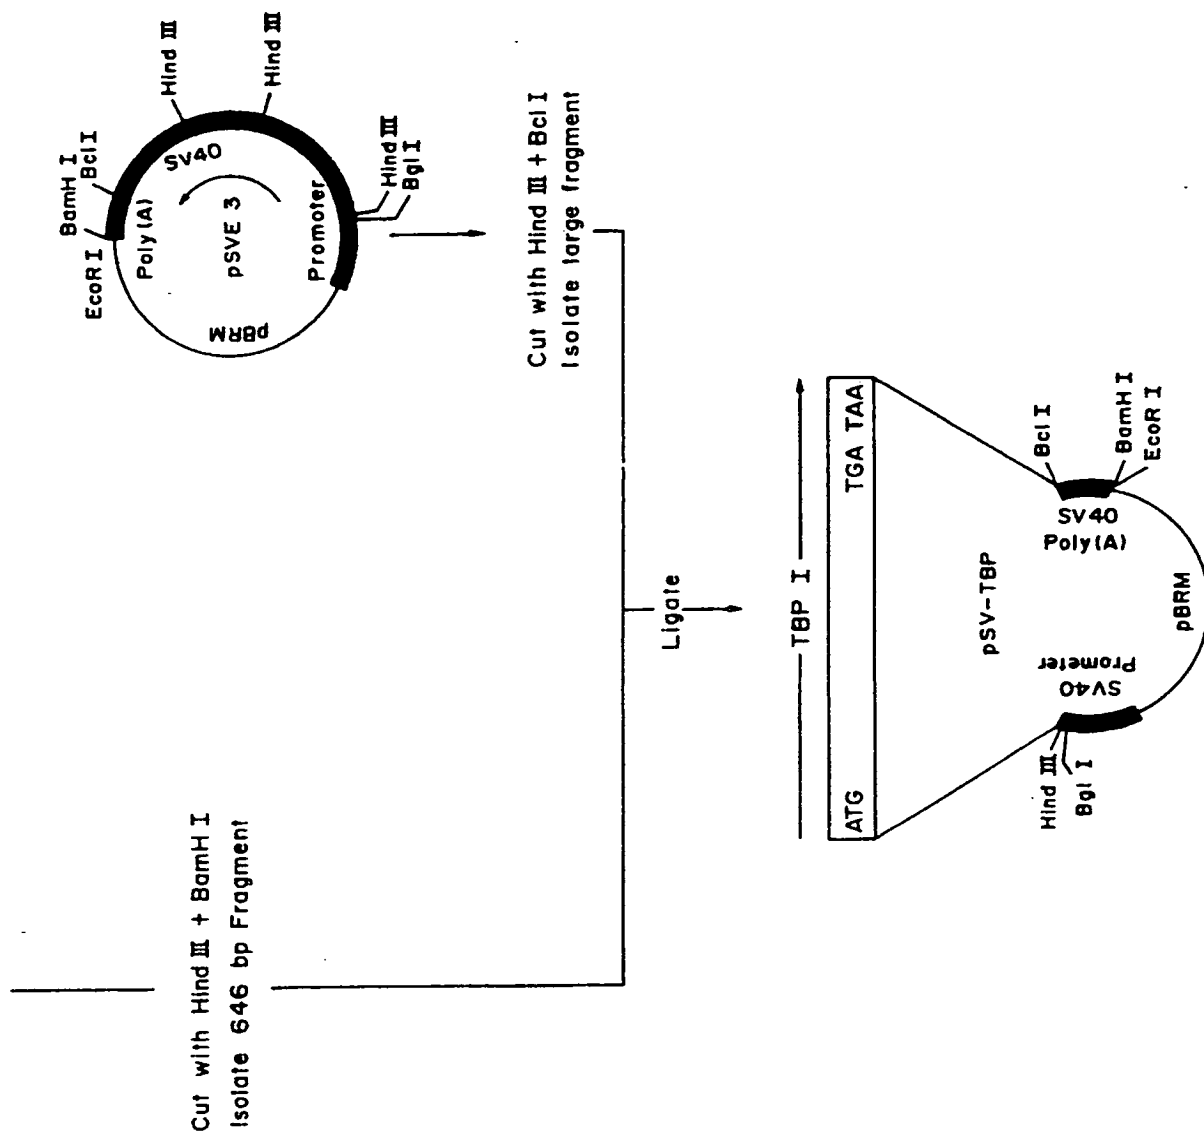 Cut with Hind III + BamH I
Isolate 646 bp Fragment
EcoR I
BamH I
Bcl I
Hind III
Hind III
Hind III
Bgl I
Poly(A)
SV40
pSVE 3
Promoter
pBRM
Cut with Hind III + Bcl I
Isolate large fragment
Ligate
TBP I
ATG
TGA TAA
pSV-TBP
Hind III
Bgl I
SV40
Prometer
SV40
Poly(A)
Bcl I
BamH I
EcoR I
pBRM